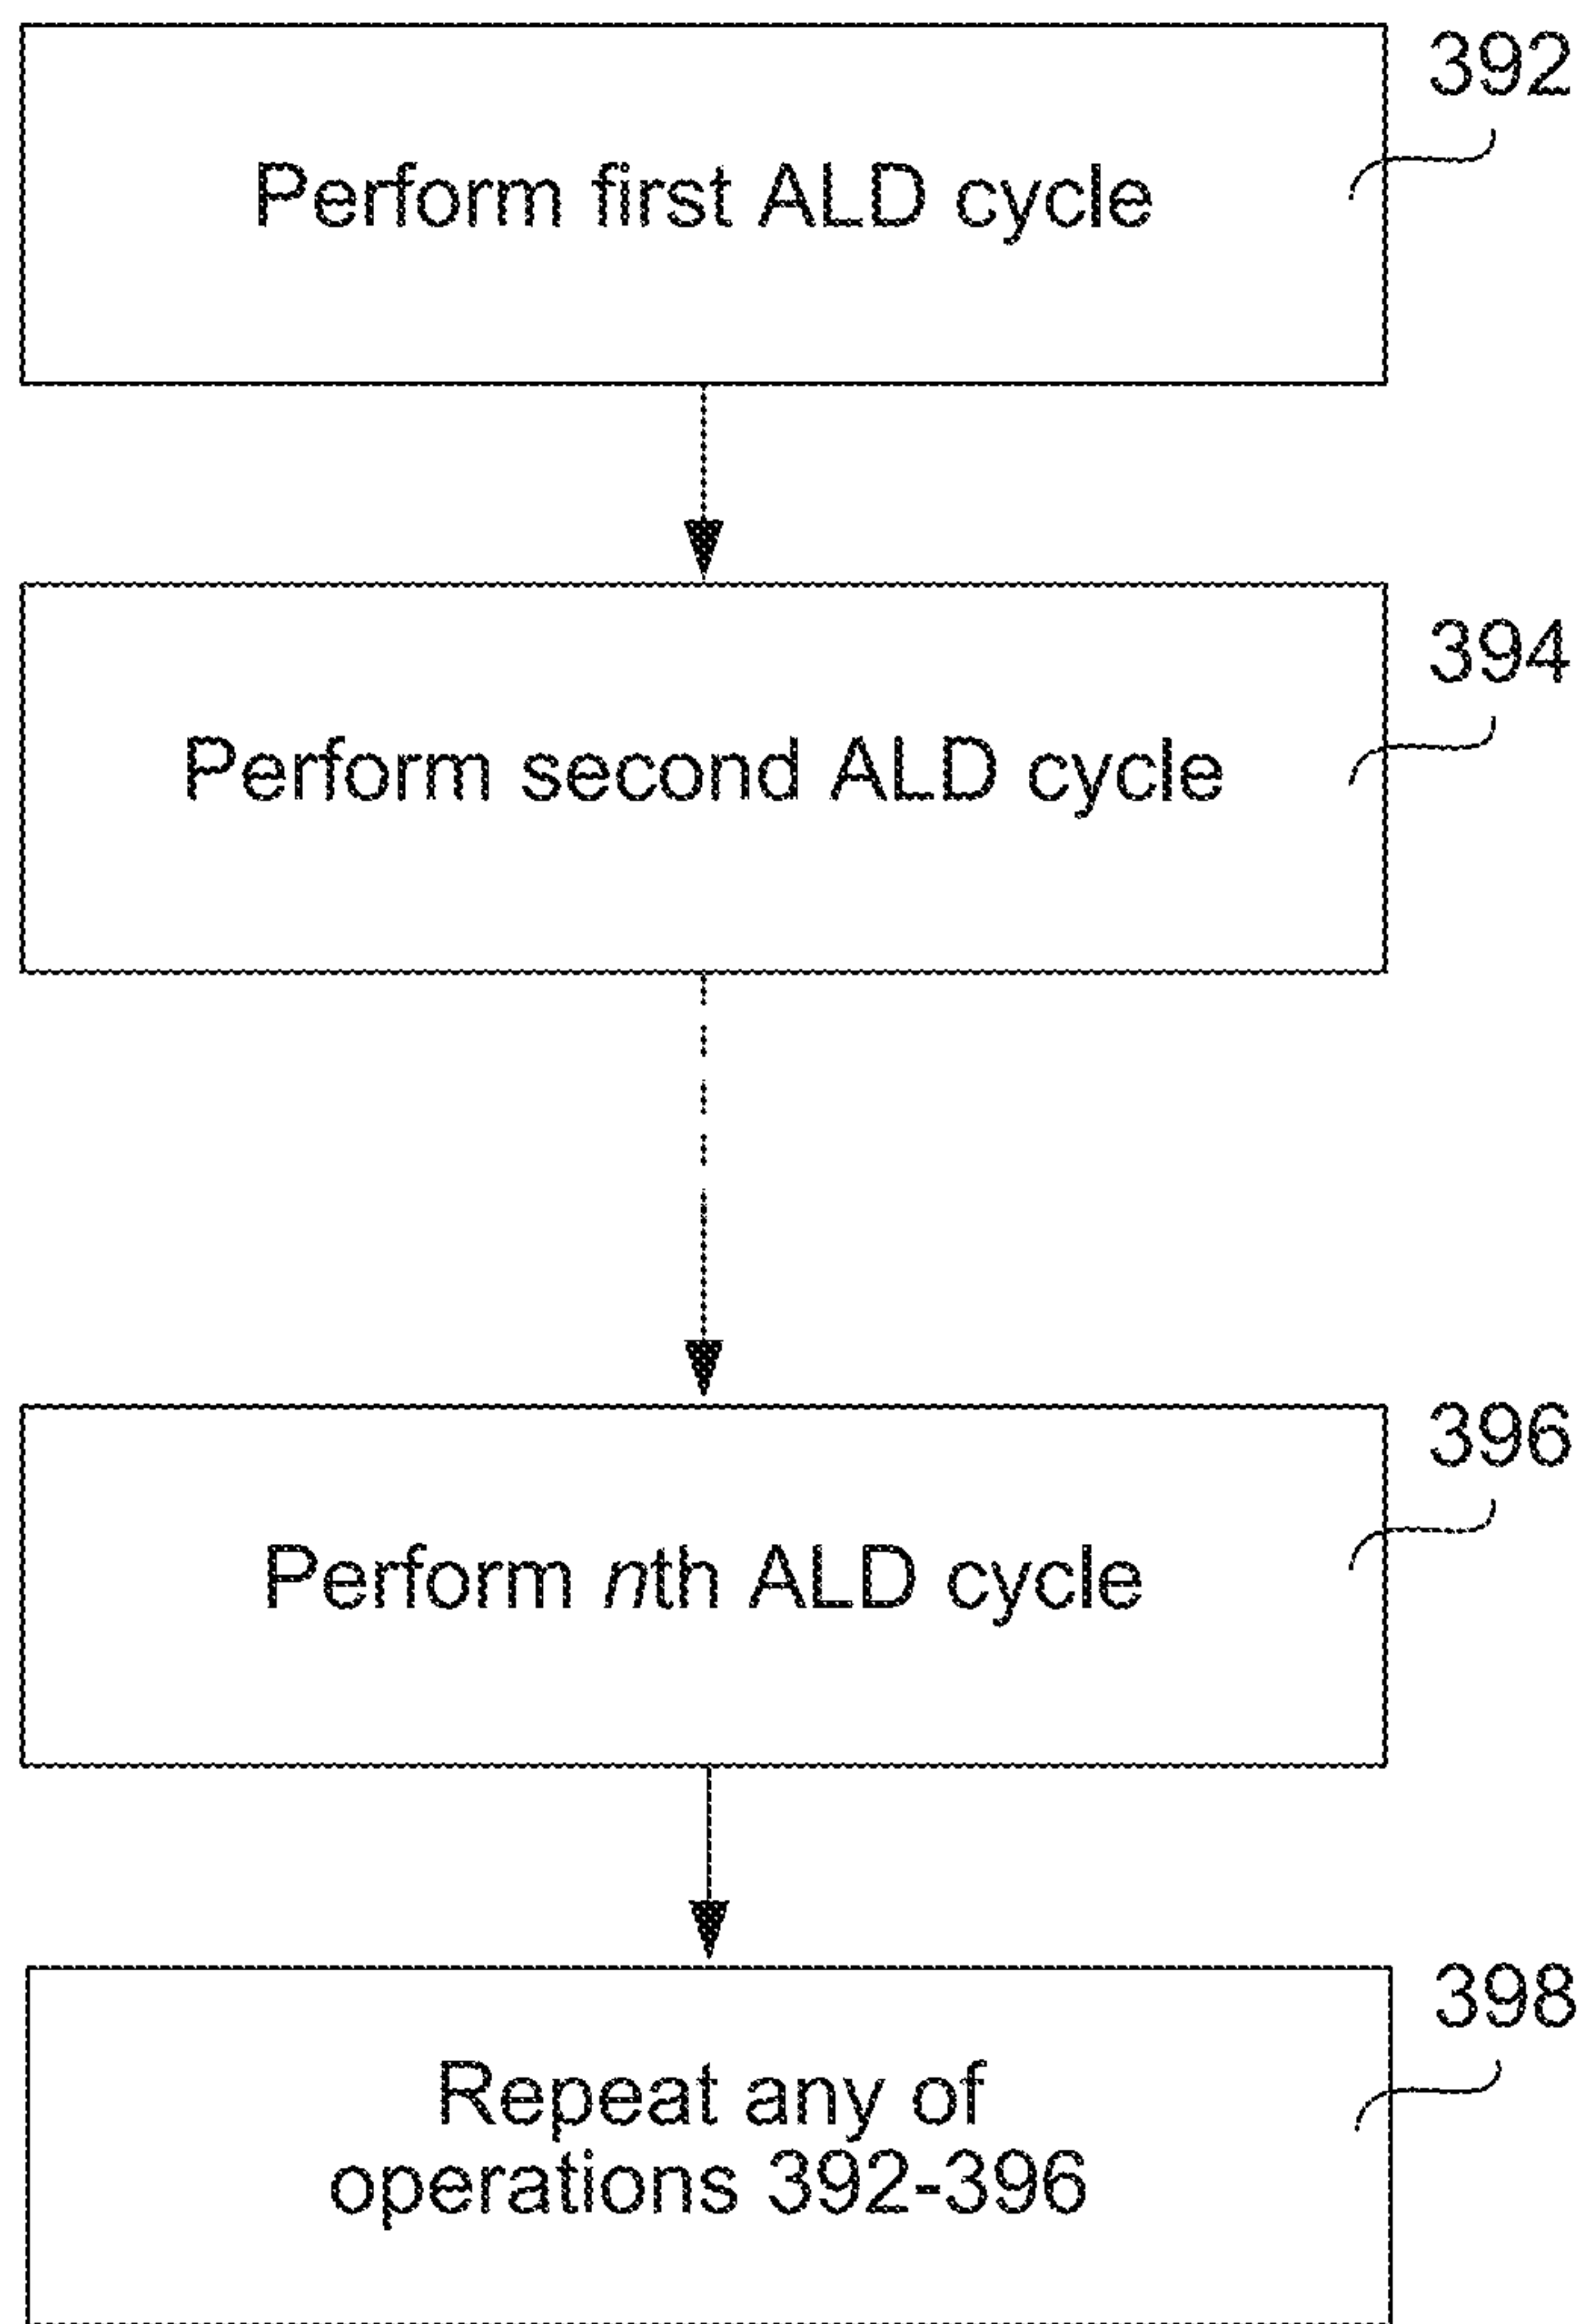 392
Perform first ALD cycle
394
Perform second ALD cycle
396
Perform nth ALD cycle
398
Repeat any of
operations 392-396